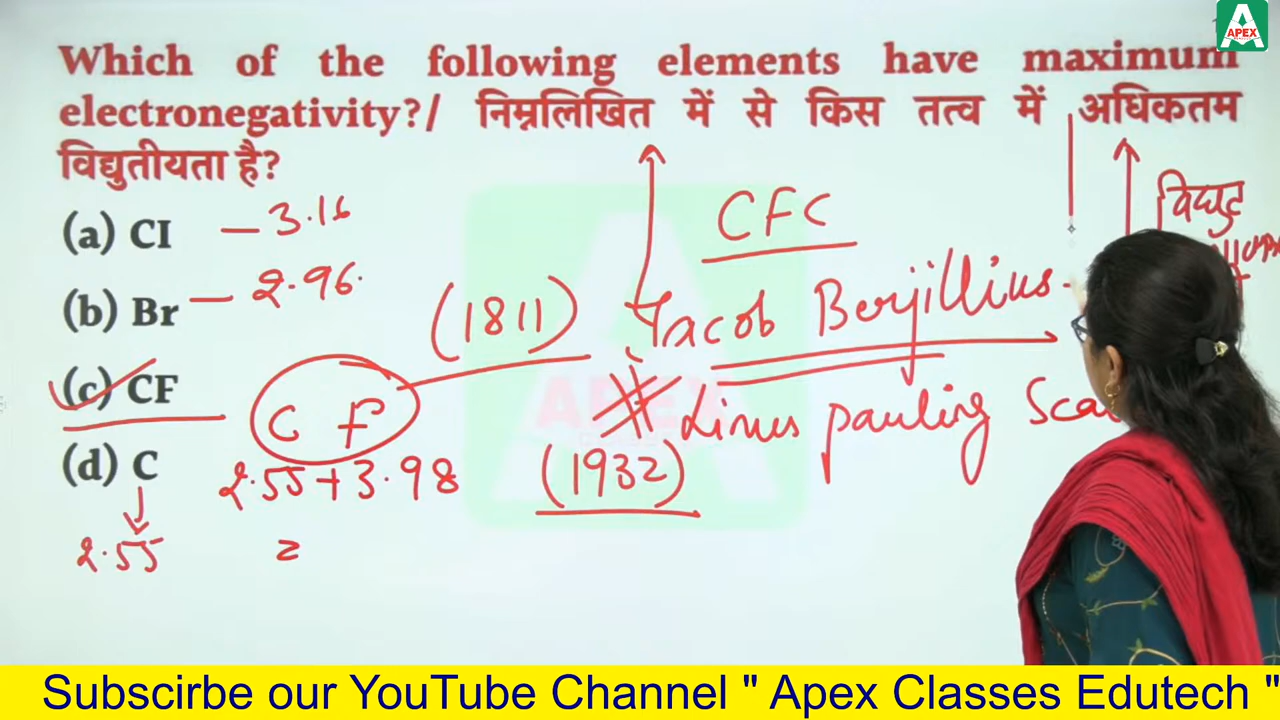 APEX
Which of the following elements have maximum
electronegativity?/ निम्नलिखित में से किस तत्व में अधिकतम
विद्युतीयता है?
(a) CI — 3.16
(b) Br — 2.96.
(c) CF
(d) C
2.55
C F
2.55+3.98
=
(1811)
CFC
Jacob Berjillius
Linus pauling
(1932)
विद्युत
APEX
Subscirbe our YouTube Channel " Apex Classes Edutech "